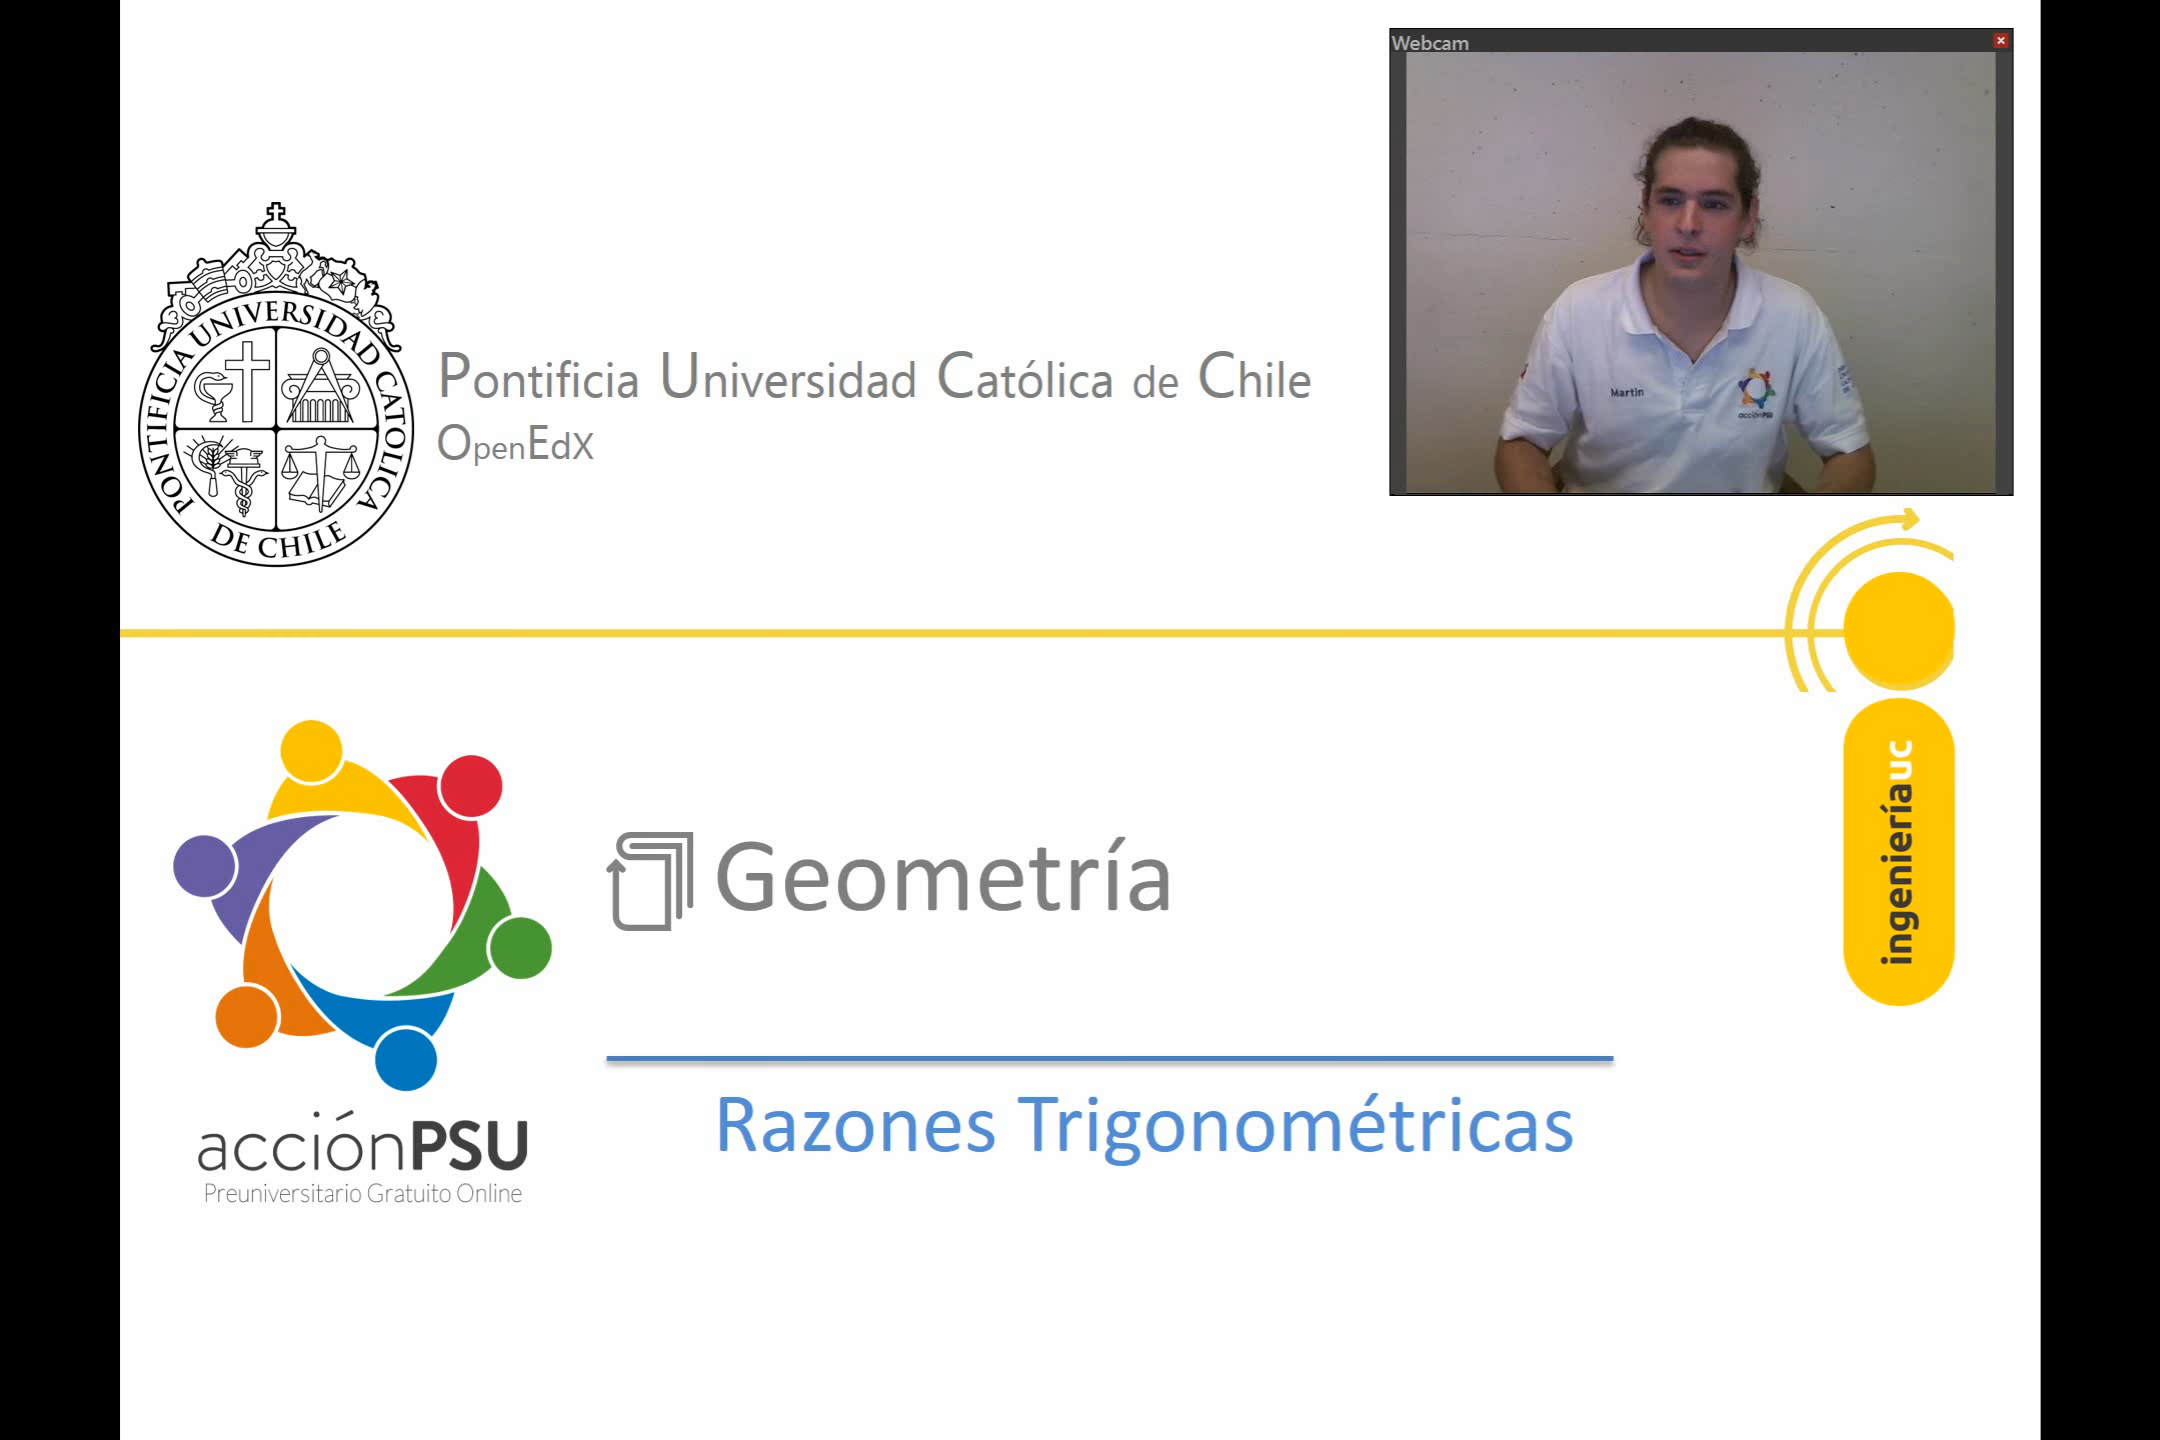 Webcam
PONTIFICIA UNIVERSIDAD CATOLICA
DE CHILE
Pontificia Universidad Católica de Chile
OpenEdX
Martin
acciónPSU
ingenieríauc
Geometría
Razones Trigonométricas
acciónPSU
Preuniversitario Gratuito Online